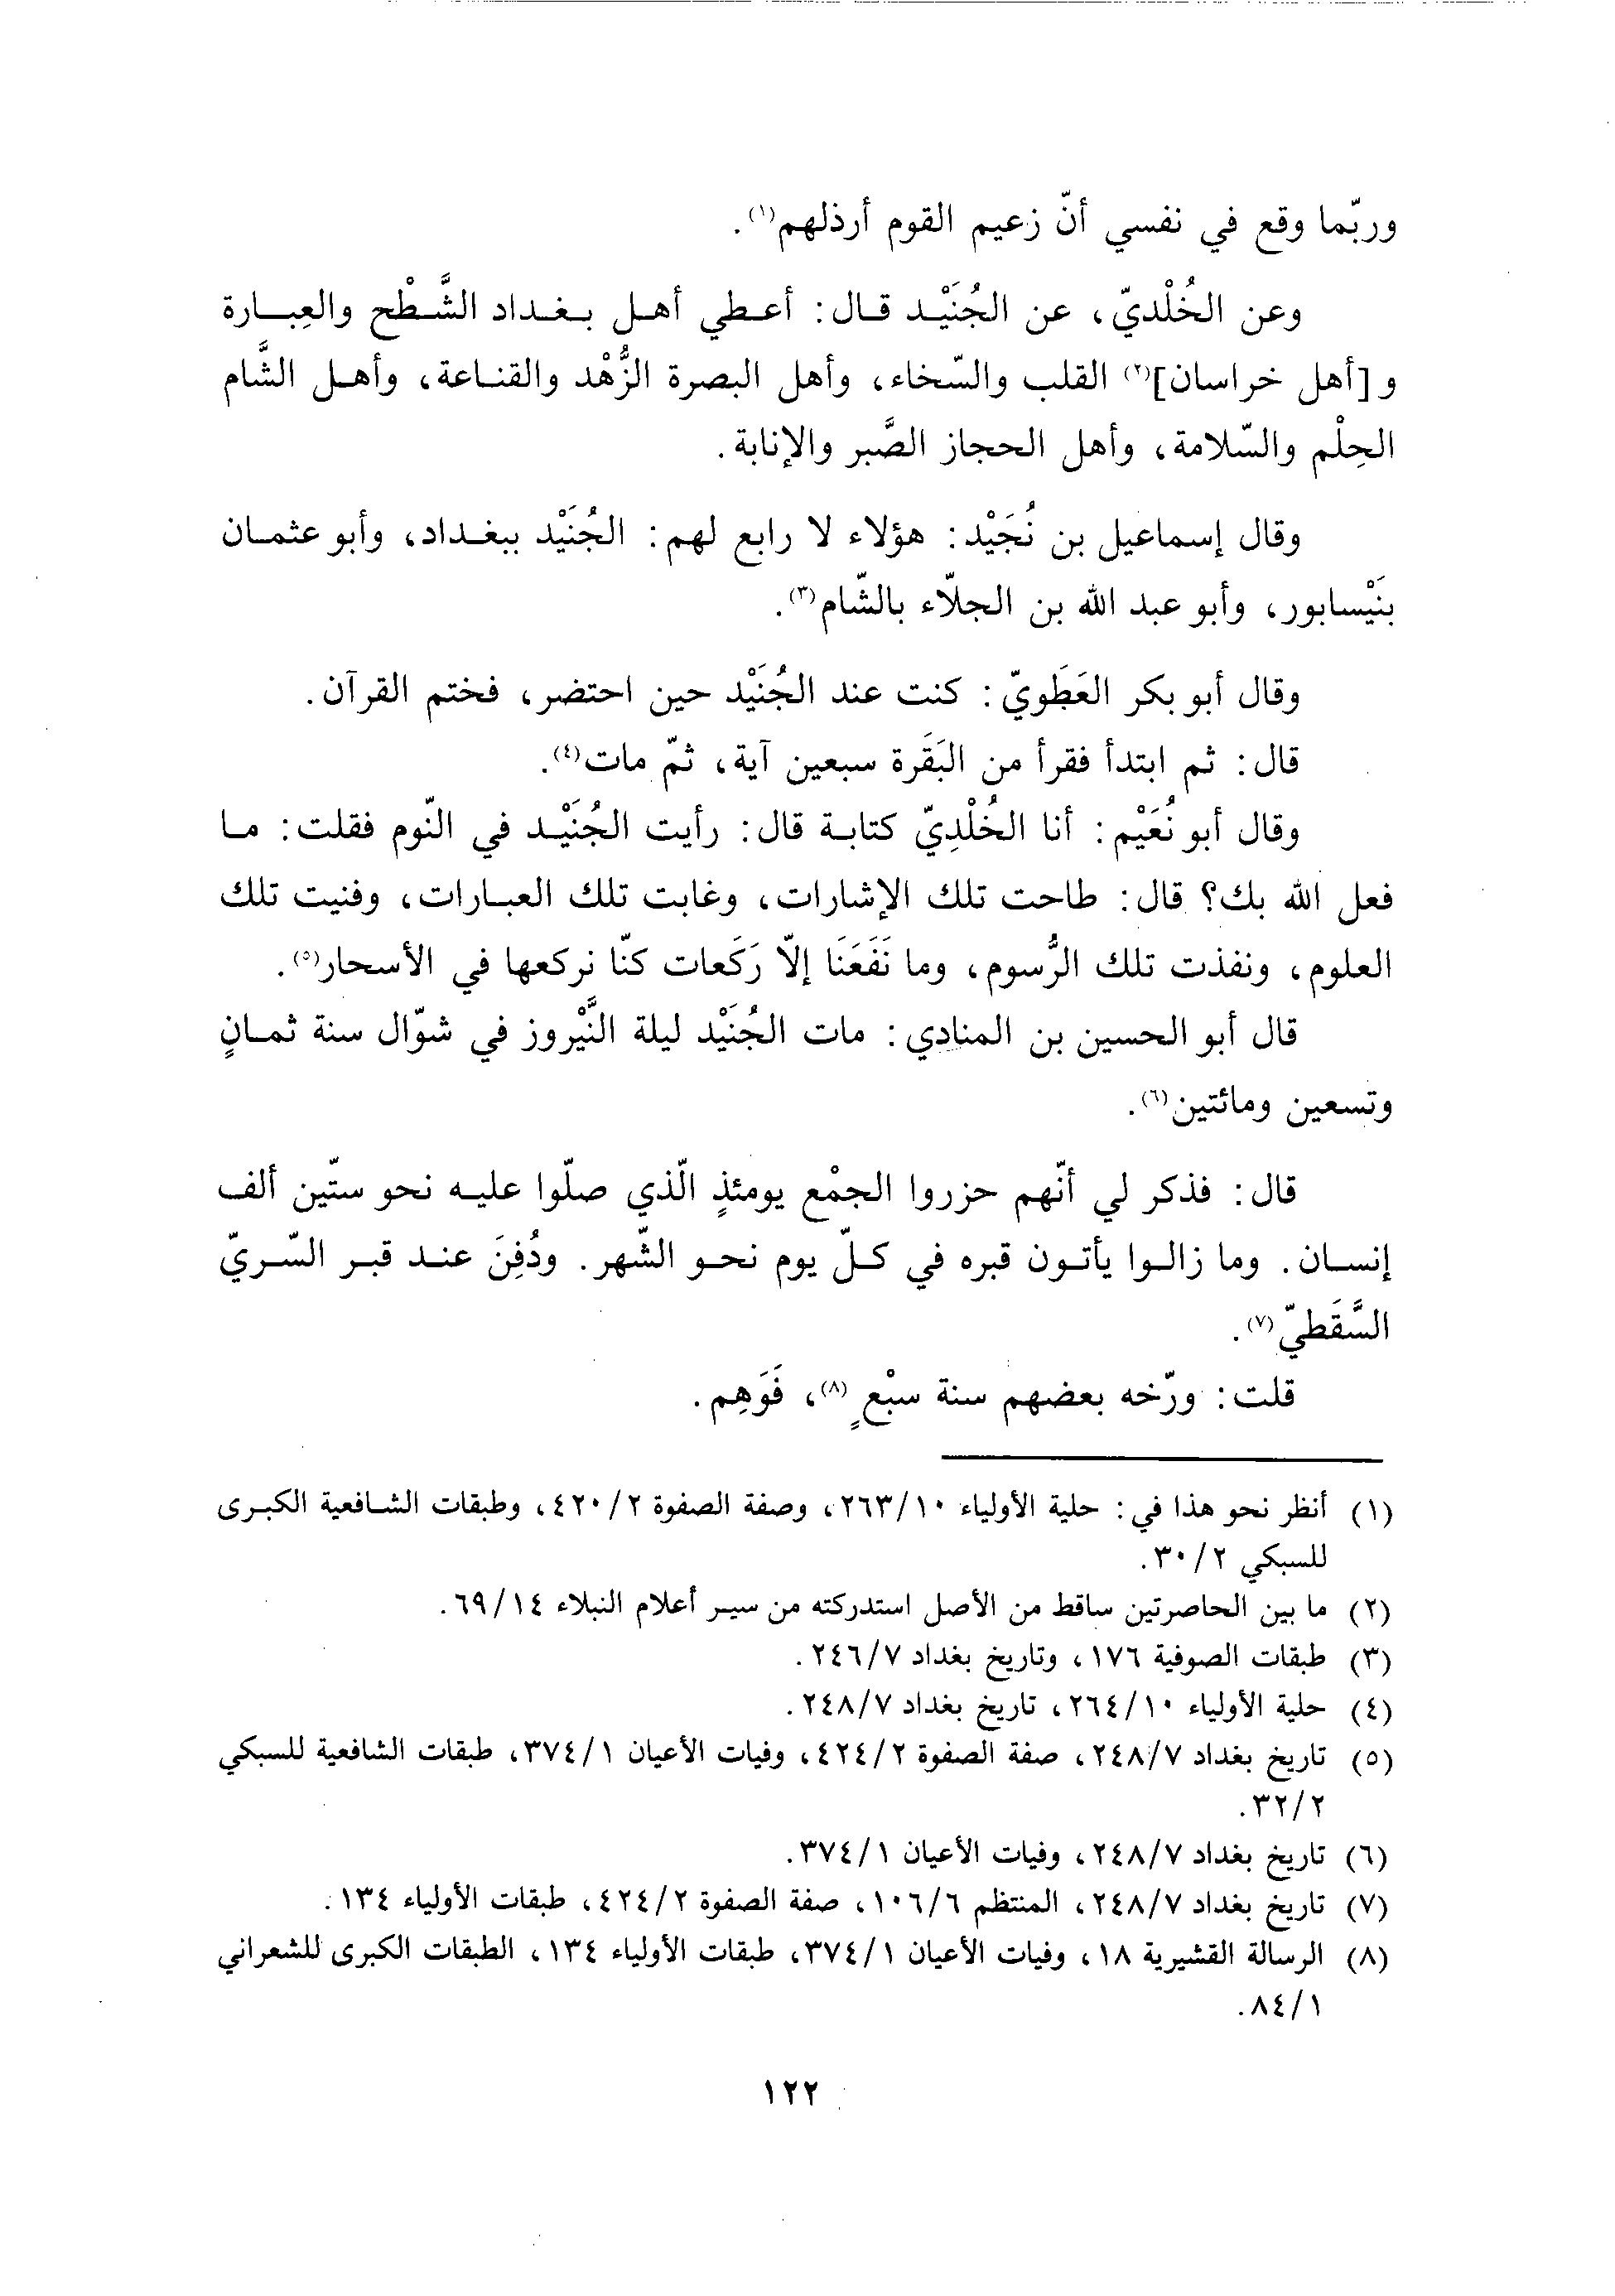 وربّما وقع في نفسي أنّ زعيم القوم أرذلهم(١).
وعن الخُلْديّ، عن الجُنَيْد قال: أعطي أهل بغداد الشَّطْح والعِبارة
و[أهل خراسان](٢) القلب والسّخاء، وأهل البصرة الزُّهْد والقناعة، وأهل الشَّام
الحِلْم والسّلامة، وأهل الحجاز الصَّبر والإنابة.
وقال إسماعيل بن نُجَيْد: هؤلاء لا رابع لهم: الجُنَيْد ببغداد، وأبو عثمان
بنَيْسابور، وأبو عبد الله بن الجلّاء بالشّام(٣).
وقال أبو بكر العَطَويّ: كنت عند الجُنَيْد حين احتضر، فختم القرآن.
قال: ثم ابتدأ فقرأ من البَقَرة سبعين آية، ثمّ مات(٤).
وقال أبو نُعَيْم: أنا الخُلْدِيّ كتابة قال: رأيت الجُنَيْد في النّوم فقلت: ما
فعل الله بك؟ قال: طاحت تلك الإشارات، وغابت تلك العبارات، وفنيت تلك
العلوم، ونفذت تلك الرُّسوم، وما نَفَعَنَا إلّا رَكَعات كنّا نركعها في الأسحار(٥).
قال أبو الحسين بن المنادي: مات الجُنَيْد ليلة النَّيْروز في شوّال سنة ثمانٍ
وتسعين ومائتين(٦).
قال: فذكر لي أنّهم حزروا الجمْع يومئذٍ الّذي صلّوا عليه نحو ستّين ألف
إنسان. وما زالوا يأتون قبره في كلّ يوم نحو الشّهر. ودُفِنَ عند قبر السّريّ
السَّقَطيّ(٧).
قلت: ورّخه بعضهم سنة سبْعٍ(٨)، فَوَهِم.
(١) أنظر نحو هذا في: حلية الأولياء ٢٦٣/١٠، وصفة الصفوة ٤٢٠/٢، وطبقات الشافعية الكبرى
للسبكي ٣٠/٢.
(٢) ما بين الحاصرتين ساقط من الأصل استدركته من سير أعلام النبلاء ٦٩/١٤.
(٣) طبقات الصوفية ١٧٦، وتاريخ بغداد ٢٤٦/٧.
(٤) حلية الأولياء ٢٦٤/١٠، تاريخ بغداد ٢٤٨/٧.
(٥) تاريخ بغداد ٢٤٨/٧، صفة الصفوة ٤٢٤/٢، وفيات الأعيان ٣٧٤/١، طبقات الشافعية للسبكي
٣٢/٢.
(٦) تاريخ بغداد ٢٤٨/٧، وفيات الأعيان ٣٧٤/١.
(٧) تاريخ بغداد ٢٤٨/٧، المنتظم ١٠٦/٦، صفة الصفوة ٤٢٤/٢، طبقات الأولياء ١٣٤.
(٨) الرسالة القشيرية ١٨، وفيات الأعيان ٣٧٤/١، طبقات الأولياء ١٣٤، الطبقات الكبرى للشعراني
٨٤/١.
١٢٢